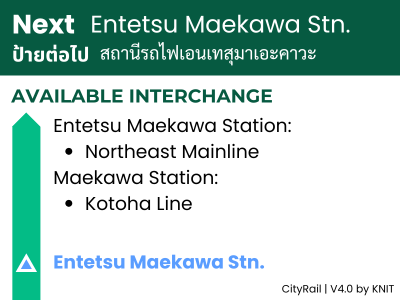 Next Entetsu Maekawa Stn.
ป้ายต่อไป สถานีรถไฟเอนเทสุมาเอะคาวะ
AVAILABLE INTERCHANGE
Entetsu Maekawa Station:
• Northeast Mainline
Maekawa Station:
• Kotoha Line
Entetsu Maekawa Stn.
CityRail | V4.0 by KNIT